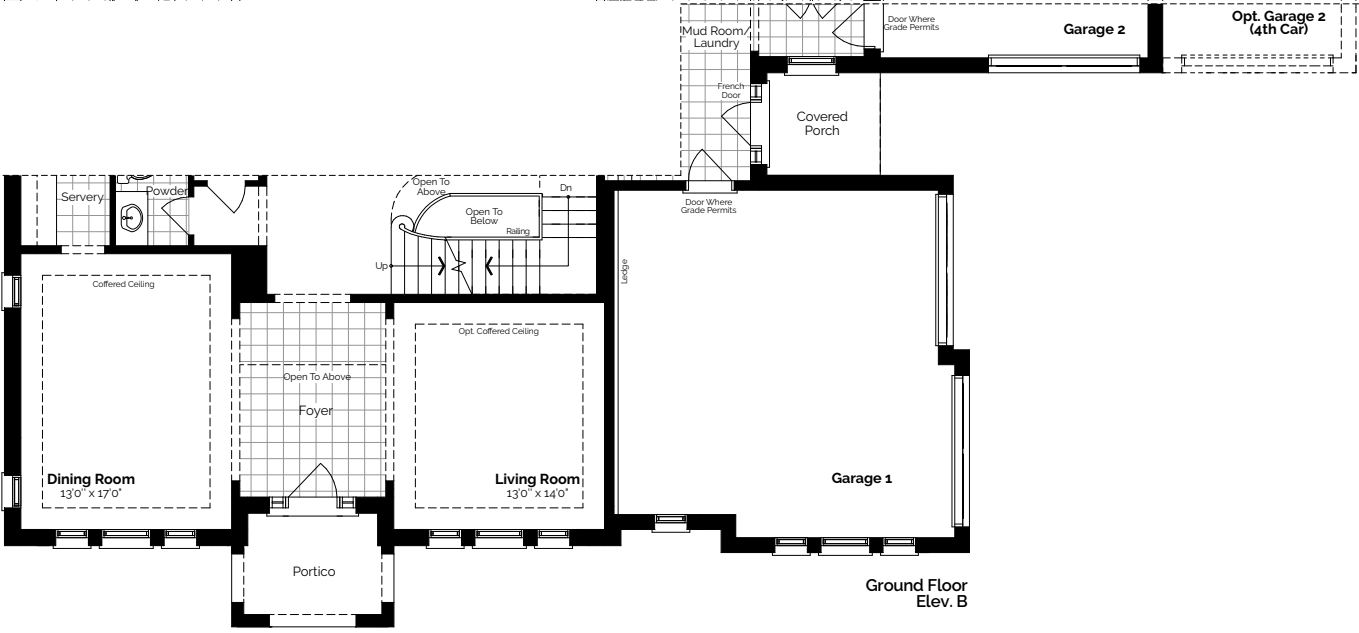 Mud Room/
Laundry
Door Where
Grade Permits
Garage 2
Opt. Garage 2
(4th Car)
French
Door
Covered
Porch
Servery
Powder
Open To
Above
Open To
Below
Railing
Dn
Up
Door Where
Grade Permits
Ledge
Coffered Ceiling
Opt. Coffered Ceiling
Open To Above
Foyer
Dining Room
13'0" x 17'0"
Living Room
13'0" x 14'0"
Garage 1
Portico
Ground Floor
Elev. B